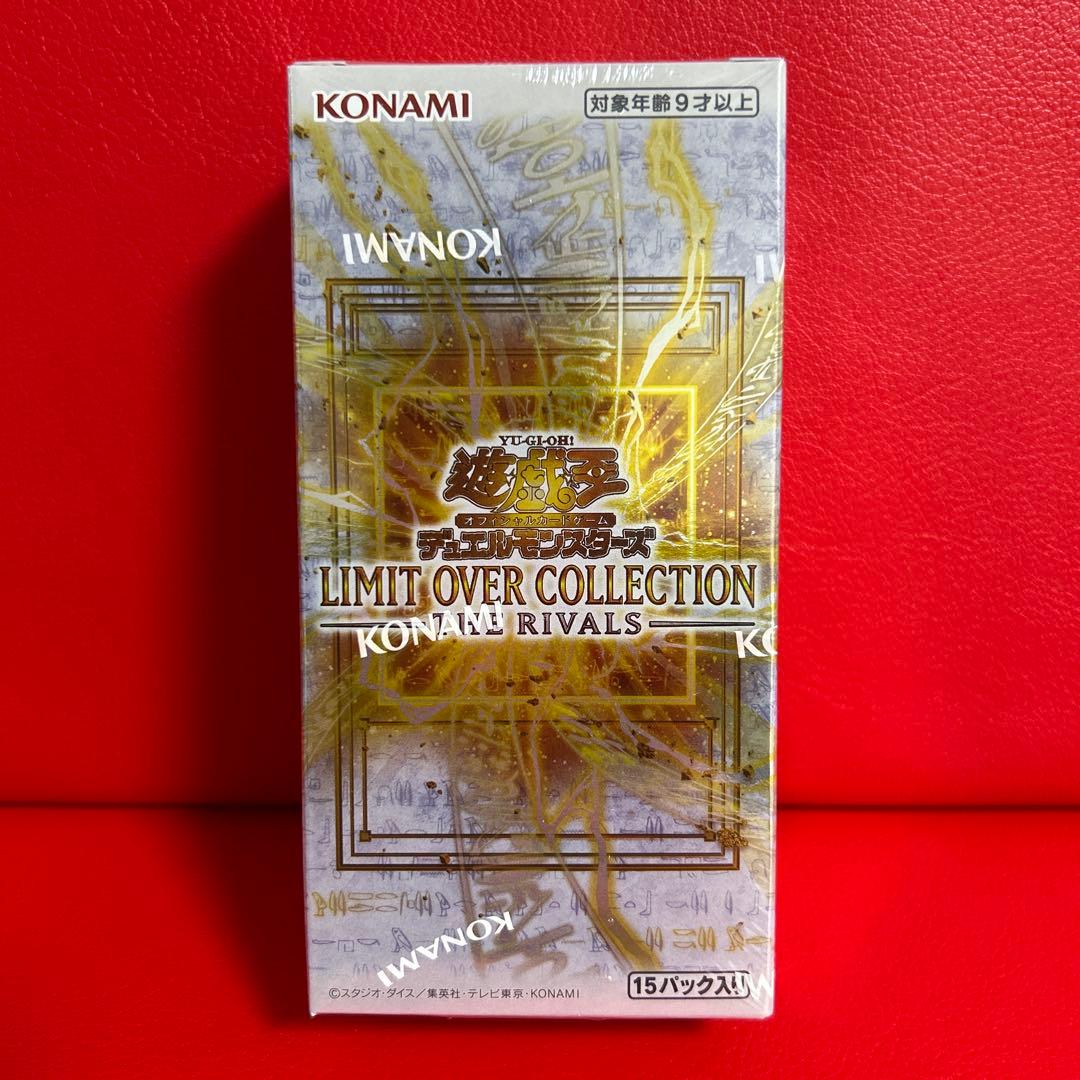 KONAMI
対象年齢9才以上
KONAMI
YU-GI-OH!
遊戯王
オフィシャルカードゲーム
デュエルモンスターズ
LIMIT OVER COLLECTION
THE RIVALS
KONAMI
KONAMI
15パック入り
©スタジオ・ダイス/集英社・テレビ東京・KONAMI